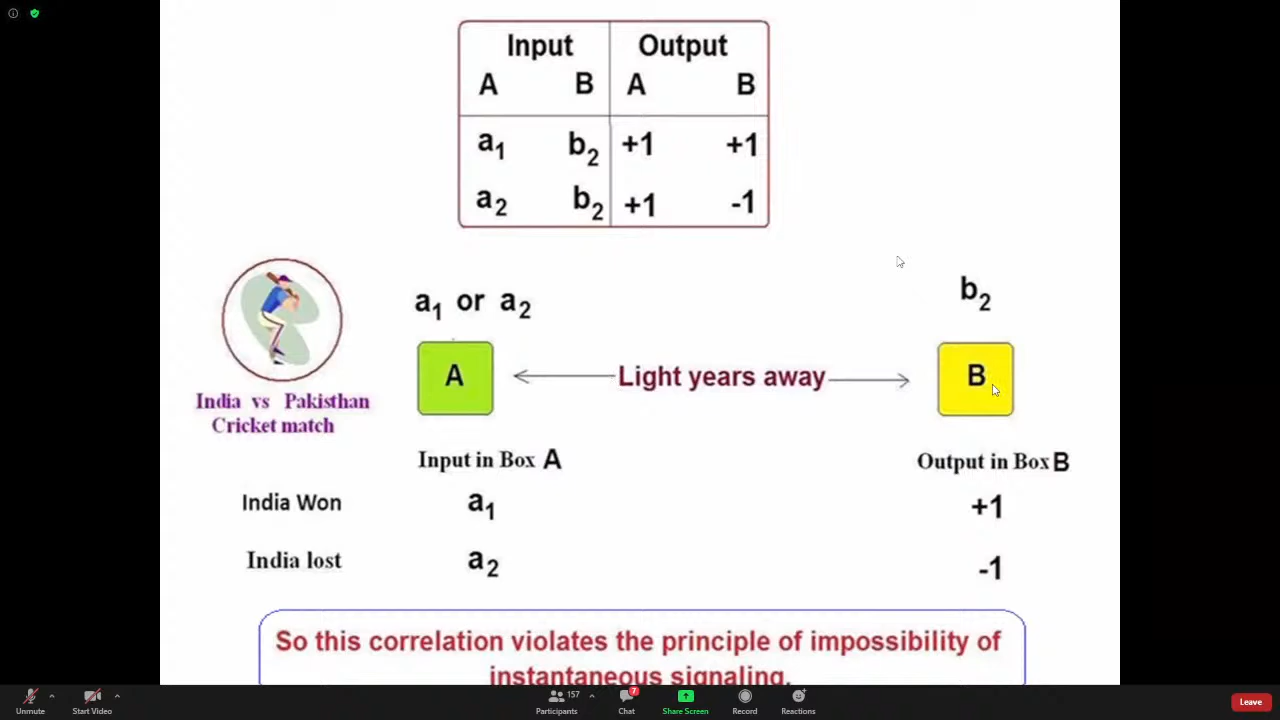 Input Output
A B A B
a1 b2 +1 +1
a2 b2 +1 -1
a1 or a2 b2
A Light years away B
India vs Pakisthan
Cricket match
Input in Box A Output in Box B
India Won a1 +1
India lost a2 -1
So this correlation violates the principle of impossibility of
instantaneous signaling.
Unmute Start Video Participants 157 Chat 7 Share Screen Record Reactions Leave